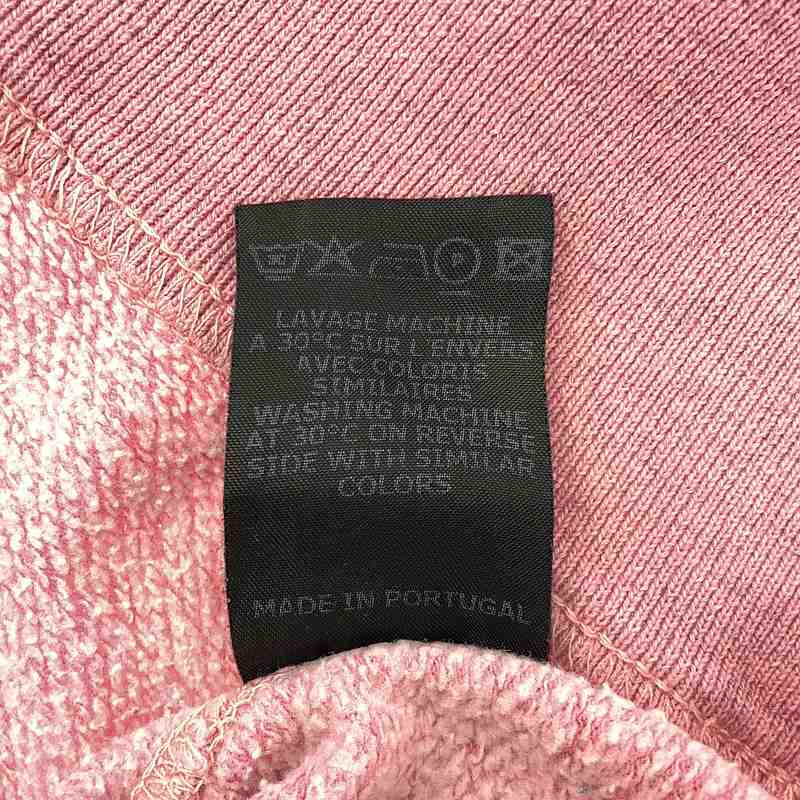 LAVAGE MACHINE
A 30°C SUR L ENVERS
AVEC COLORIS
SIMILAIRES
WASHING MACHINE
AT 30°C ON REVERSE
SIDE WITH SIMILAR
COLORS
MADE IN PORTUGAL